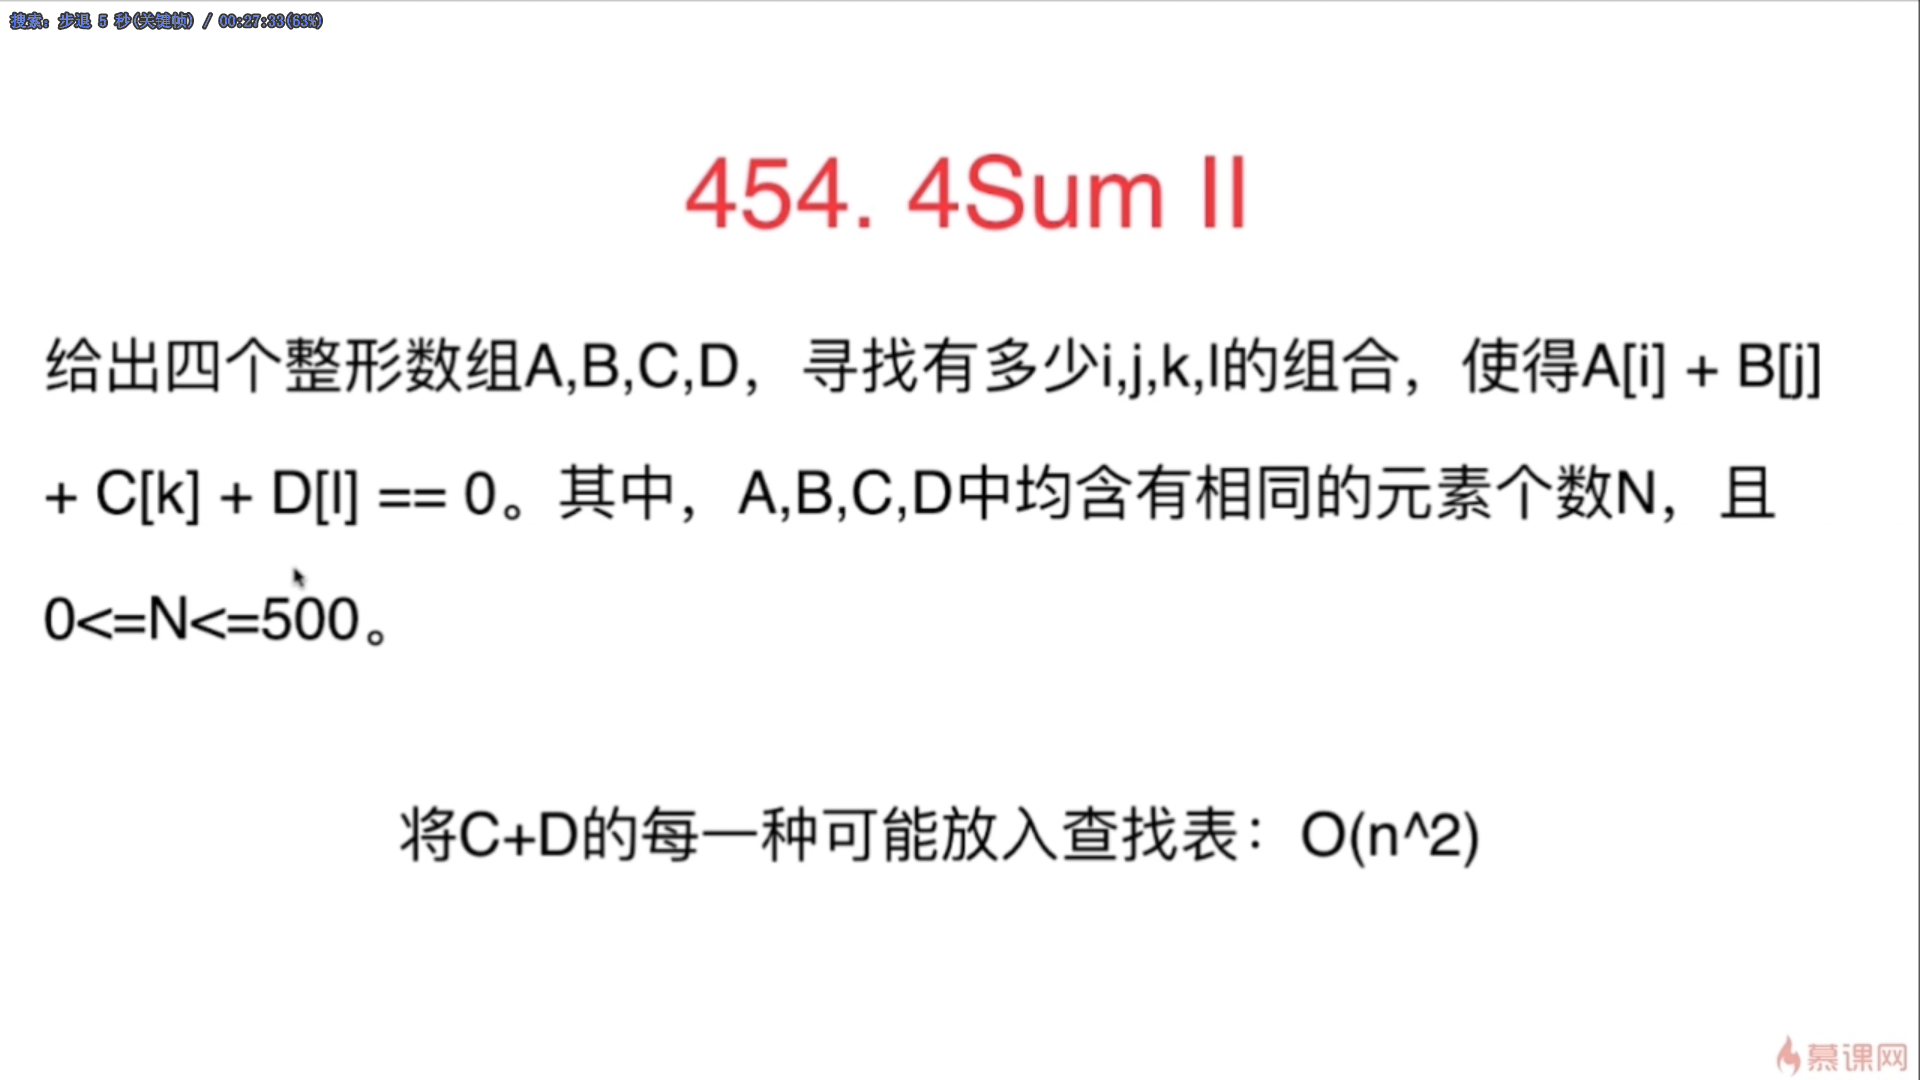 搜索: 步退 5 秒(关键帧) / 00:27:33(63%)
454. 4Sum II
给出四个整形数组A,B,C,D，寻找有多少i,j,k,l的组合，使得A[i] + B[j]
+ C[k] + D[l] == 0。其中，A,B,C,D中均含有相同的元素个数N，且
0<=N<=500。
将C+D的每一种可能放入查找表：O(n^2)
慕课网